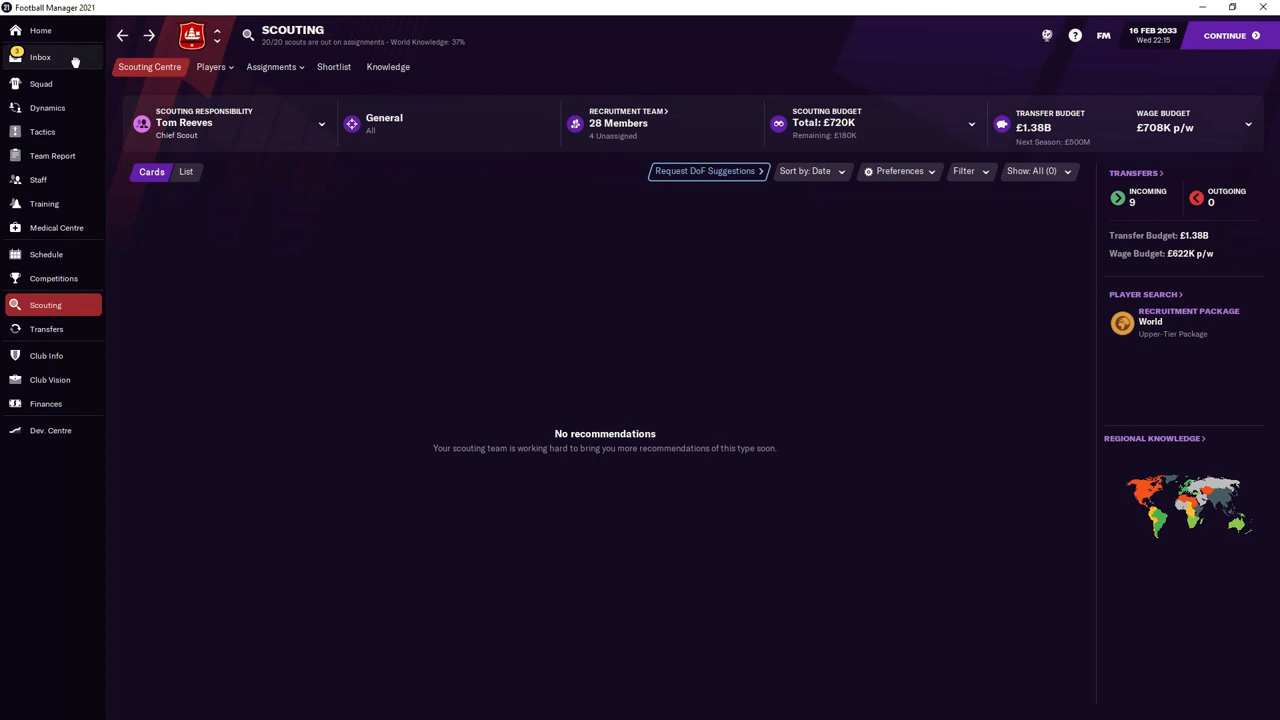 21 Football Manager 2021
Home
3
Inbox
Squad
Dynamics
Tactics
Team Report
Staff
Training
Medical Centre
Schedule
Competitions
Scouting
Transfers
Club Info
Club Vision
Finances
Dev. Centre
SCOUTING
20/20 scouts are out on assignments - World Knowledge: 37%
? FM
16 FEB 2033
Wed 22:15
CONTINUE
Scouting Centre Players Assignments Shortlist Knowledge
SCOUTING RESPONSIBILITY
Tom Reeves
Chief Scout
General
All
RECRUITMENT TEAM >
28 Members
4 Unassigned
SCOUTING BUDGET
Total: £720K
Remaining: £180K
TRANSFER BUDGET
£1.38B
Next Season: £500M
WAGE BUDGET
£708K p/w
Cards List
Request DoF Suggestions > Sort by: Date Preferences Filter Show: All (0)
No recommendations
Your scouting team is working hard to bring you more recommendations of this type soon.
TRANSFERS >
INCOMING
9
OUTGOING
0
Transfer Budget: £1.38B
Wage Budget: £622K p/w
PLAYER SEARCH >
RECRUITMENT PACKAGE
World
Upper-Tier Package
REGIONAL KNOWLEDGE >